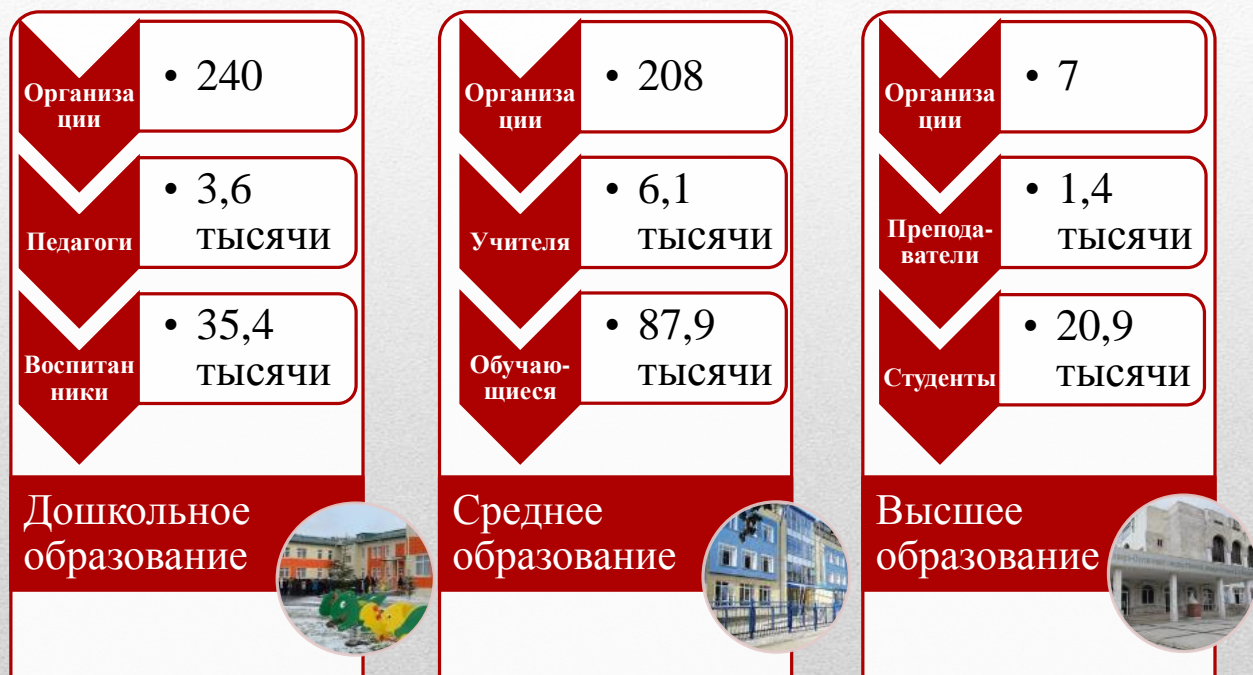 Организа
ции
• 240
Педагоги
• 3,6
тысячи
Воспитан
ники
• 35,4
тысячи
Дошкольное
образование
Организа
ции
• 208
Учителя
• 6,1
тысячи
Обучаю-
щиеся
• 87,9
тысячи
Среднее
образование
Организа
ции
• 7
Препода-
ватели
• 1,4
тысячи
Студенты
• 20,9
тысячи
Высшее
образование